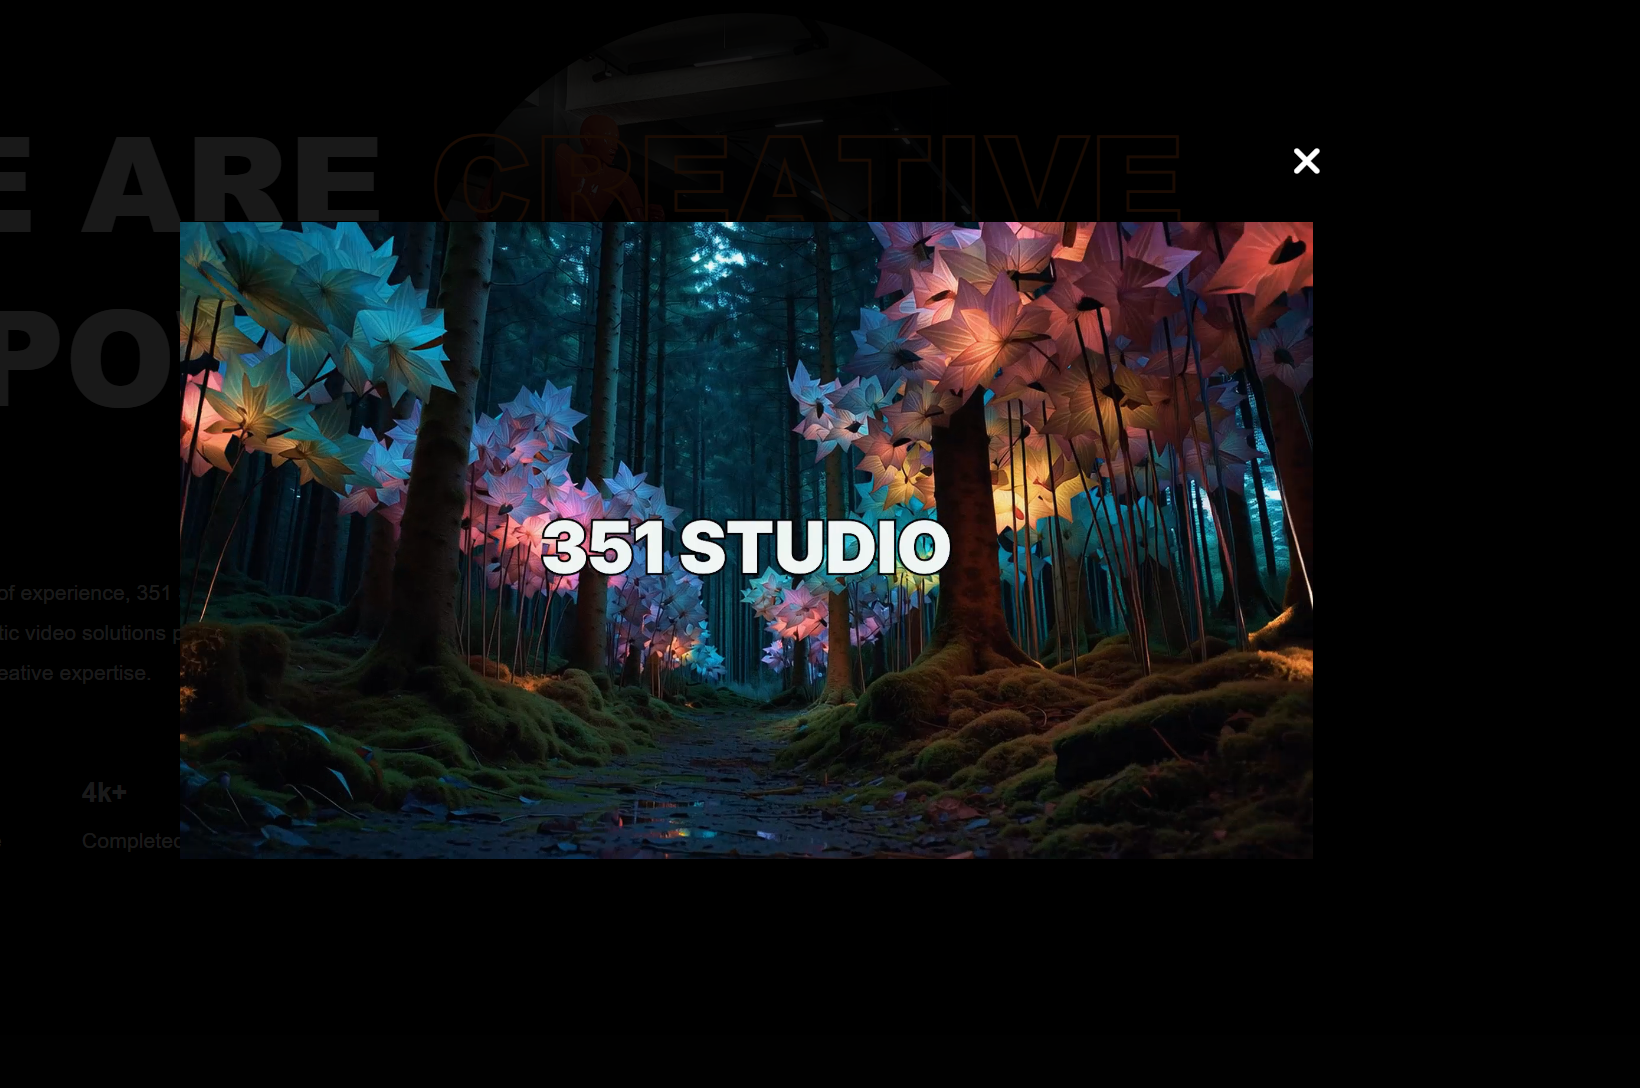 E ARE CREATIVE
PO
351 STUDIO
of experience, 351
tic video solutions p
eative expertise.
4k+
Completed